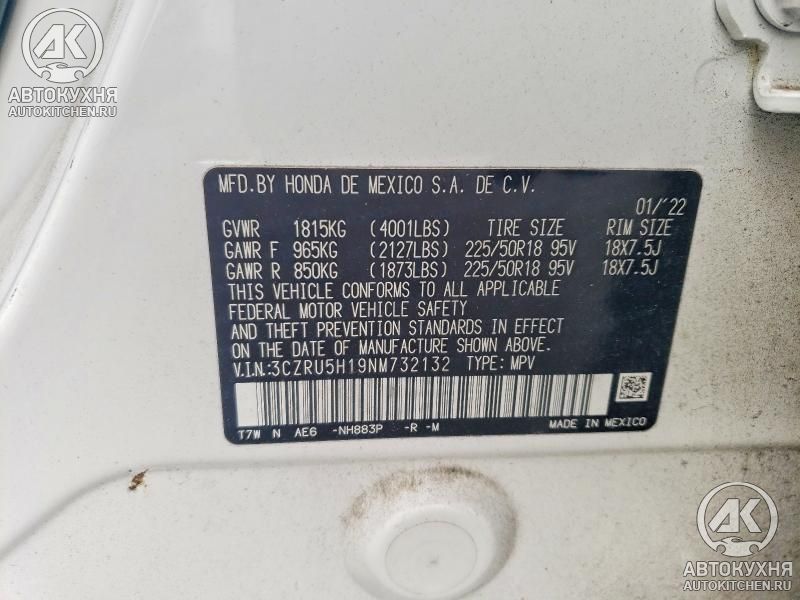 АК
АВТОКУХНЯ
AUTOKITCHEN.RU
MFD.BY HONDA DE MEXICO S.A. DE C.V.
01/'22
GVWR 1815KG (4001LBS) TIRE SIZE RIM SIZE
GAWR F 965KG (2127LBS) 225/50R18 95V 18X7.5J
GAWR R 850KG (1873LBS) 225/50R18 95V 18X7.5J
THIS VEHICLE CONFORMS TO ALL APPLICABLE
FEDERAL MOTOR VEHICLE SAFETY
AND THEFT PREVENTION STANDARDS IN EFFECT
ON THE DATE OF MANUFACTURE SHOWN ABOVE.
V.I.N.:3CZRU5H19NM732132 TYPE: MPV
T7W N AE6 -NH883P -R -M MADE IN MEXICO
АК
АВТОКУХНЯ
AUTOKITCHEN.RU